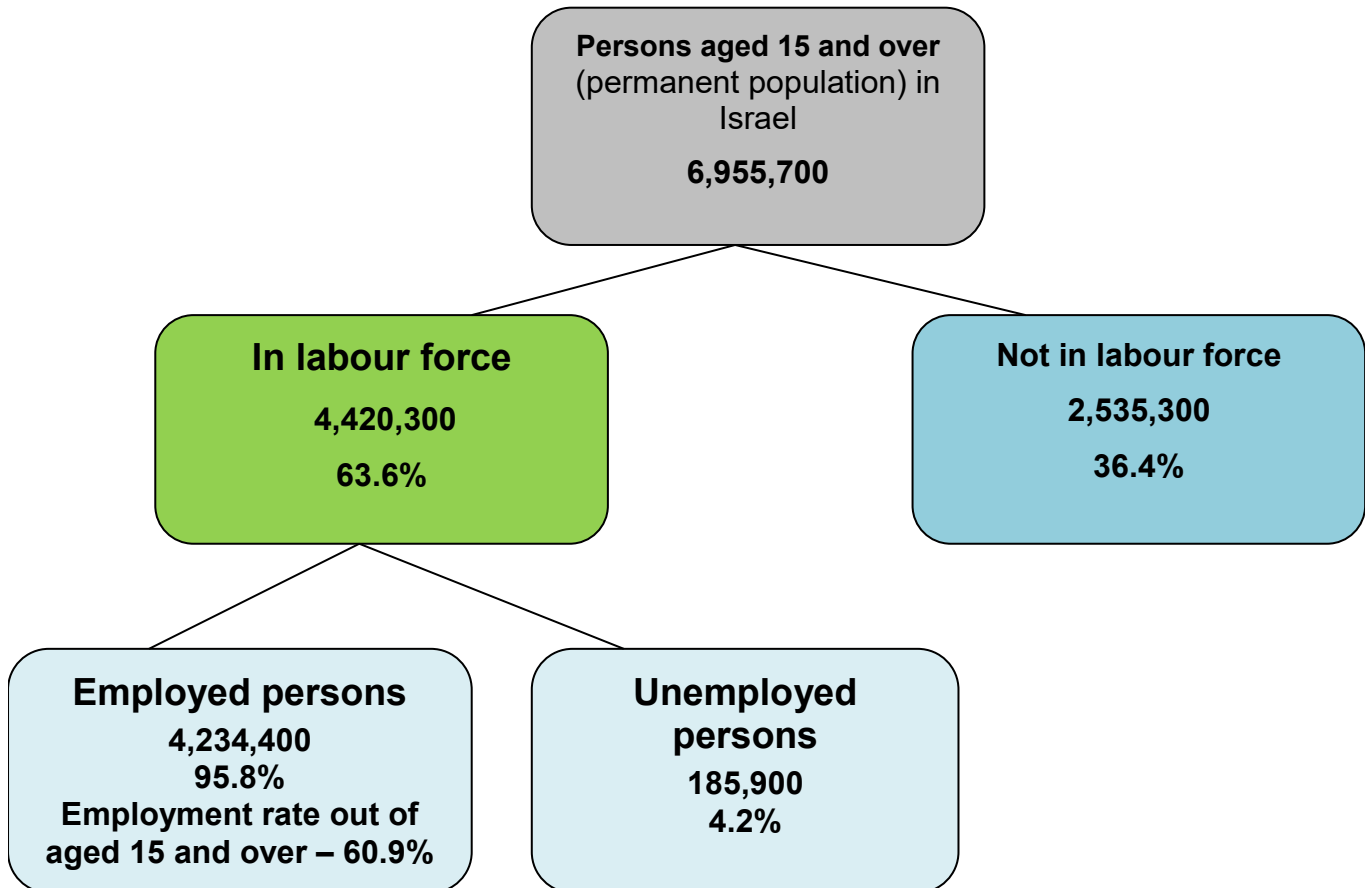 Persons aged 15 and over
(permanent population) in
Israel
6,955,700
In labour force
4,420,300
63.6%
Not in labour force
2,535,300
36.4%
Employed persons
4,234,400
95.8%
Employment rate out of
aged 15 and over – 60.9%
Unemployed
persons
185,900
4.2%